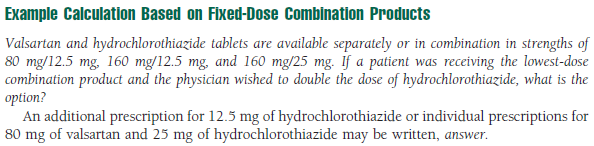 Example Calculation Based on Fixed-Dose Combination Products
Valsartan and hydrochlorothiazide tablets are available separately or in combination in strengths of
80 mg/12.5 mg, 160 mg/12.5 mg, and 160 mg/25 mg. If a patient was receiving the lowest-dose
combination product and the physician wished to double the dose of hydrochlorothiazide, what is the
option?
An additional prescription for 12.5 mg of hydrochlorothiazide or individual prescriptions for
80 mg of valsartan and 25 mg of hydrochlorothiazide may be written, answer.